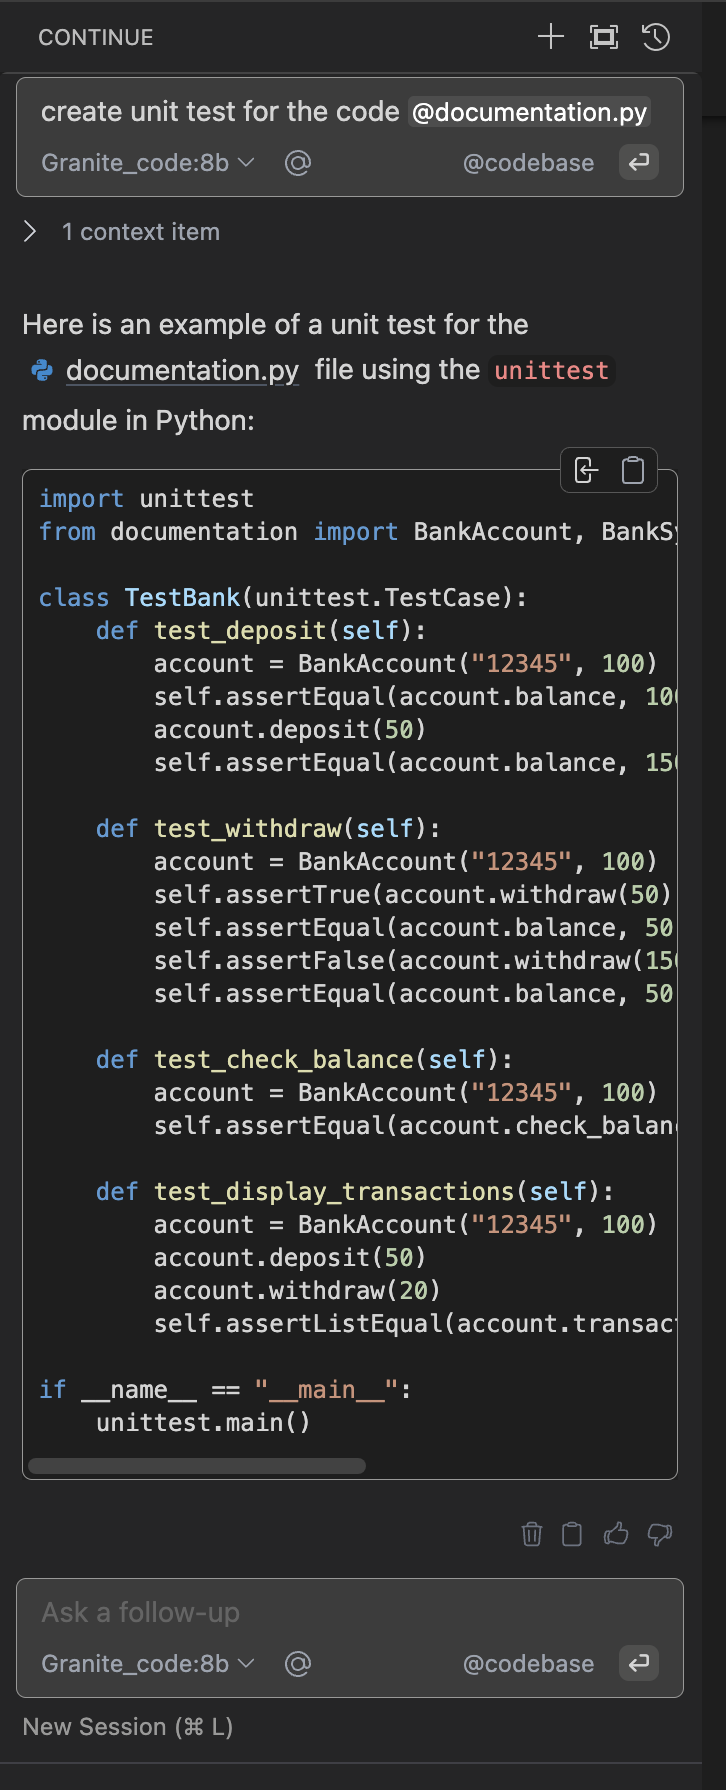 CONTINUE
create unit test for the code @documentation.py
Granite_code:8b @codebase
1 context item
Here is an example of a unit test for the
documentation.py file using the unittest
module in Python:
import unittest
from documentation import BankAccount, BankSy
class TestBank(unittest.TestCase):
    def test_deposit(self):
        account = BankAccount("12345", 100)
        self.assertEqual(account.balance, 100
        account.deposit(50)
        self.assertEqual(account.balance, 150
    def test_withdraw(self):
        account = BankAccount("12345", 100)
        self.assertTrue(account.withdraw(50)
        self.assertEqual(account.balance, 50
        self.assertFalse(account.withdraw(150
        self.assertEqual(account.balance, 50
    def test_check_balance(self):
        account = BankAccount("12345", 100)
        self.assertEqual(account.check_balan
    def test_display_transactions(self):
        account = BankAccount("12345", 100)
        account.deposit(50)
        account.withdraw(20)
        self.assertListEqual(account.transact
if __name__ == "__main__":
    unittest.main()
Ask a follow-up
Granite_code:8b @codebase
New Session (⌘ L)